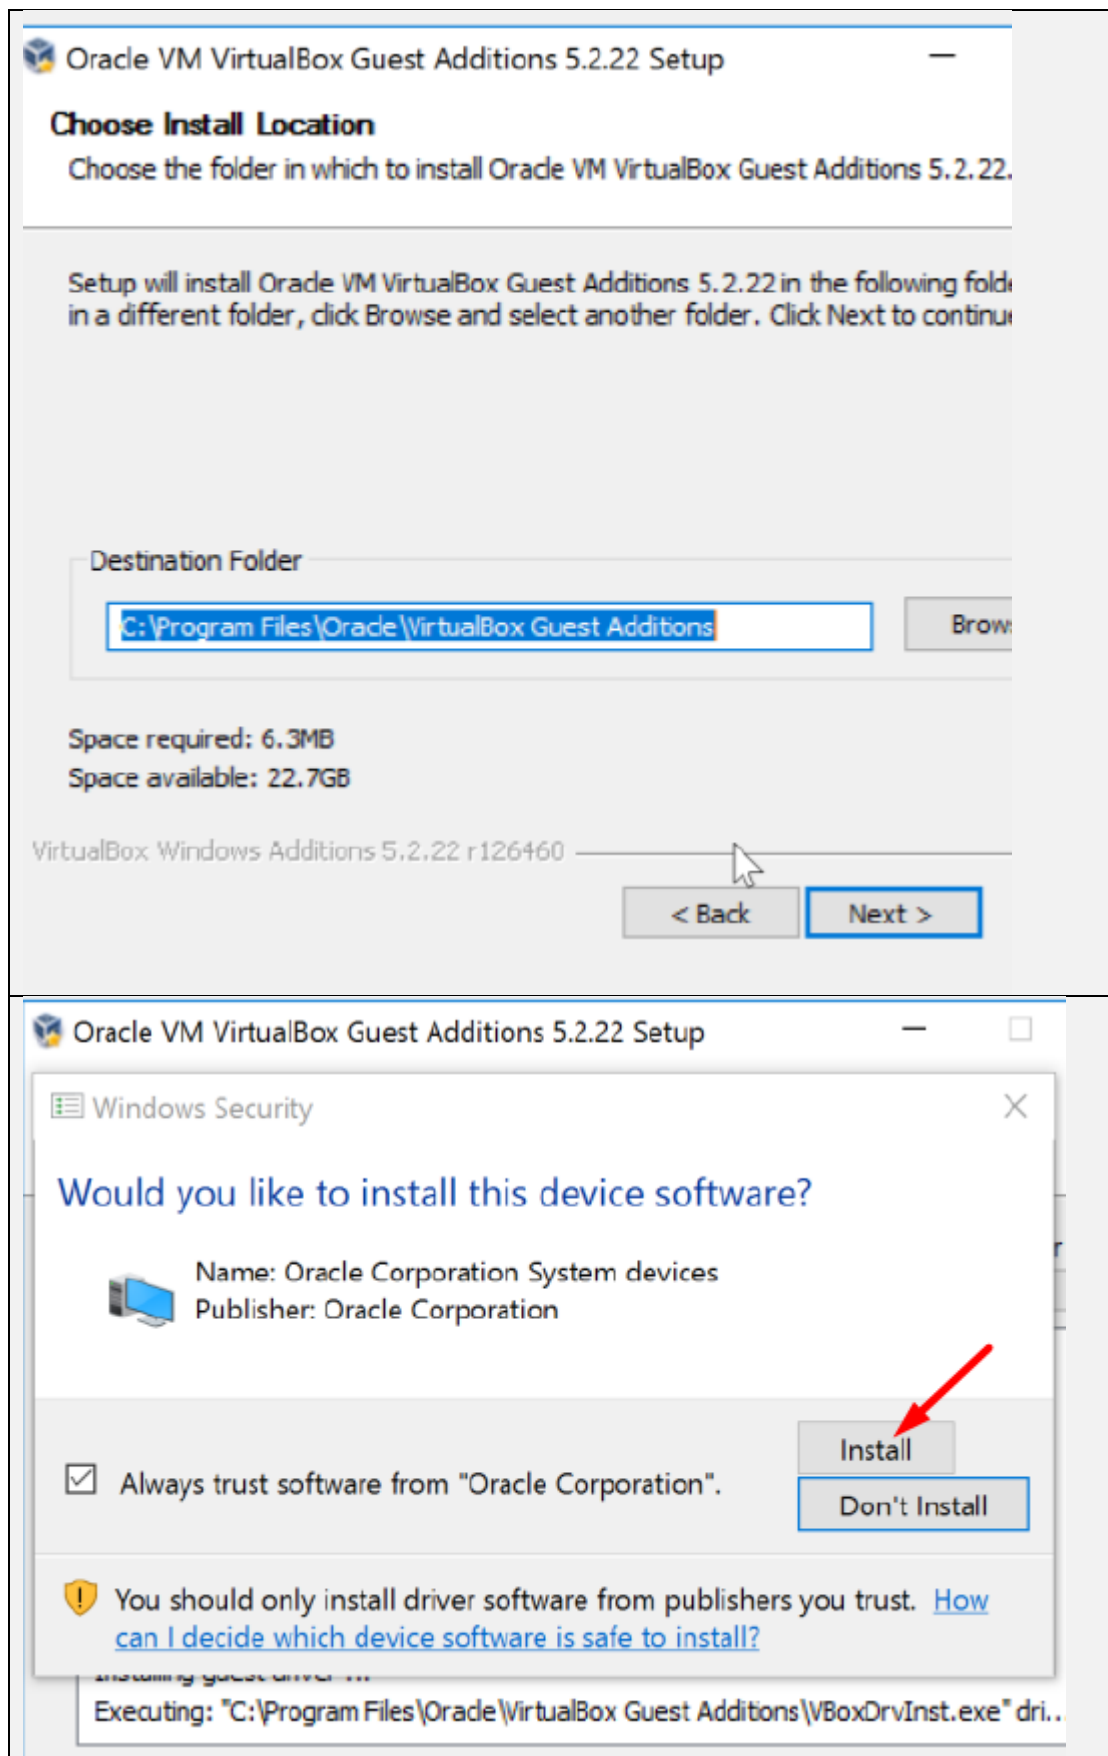 Oracle VM VirtualBox Guest Additions 5.2.22 Setup
Choose Install Location
Choose the folder in which to install Oracle VM VirtualBox Guest Additions 5.2.22.
Setup will install Oracle VM VirtualBox Guest Additions 5.2.22 in the following
in a different folder, click Browse and select another folder. Click Next to
Destination Folder
C:\Program Files\Oracle\VirtualBox Guest Additions
Space required: 6.3MB
Space available: 22.7GB
VirtualBox Windows Additions 5.2.22 r126460
< Back Next >
Oracle VM VirtualBox Guest Additions 5.2.22 Setup
Windows Security
Would you like to install this device software?
Name: Oracle Corporation System devices
Publisher: Oracle Corporation
Install
Always trust software from "Oracle Corporation".
Don't Install
You should only install driver software from publishers you trust. How
can I decide which device software is safe to install?
Installing guest driver ...
Executing: "C:\Program Files\Oracle\VirtualBox Guest Additions\VBoxDrvInst.exe" dri...